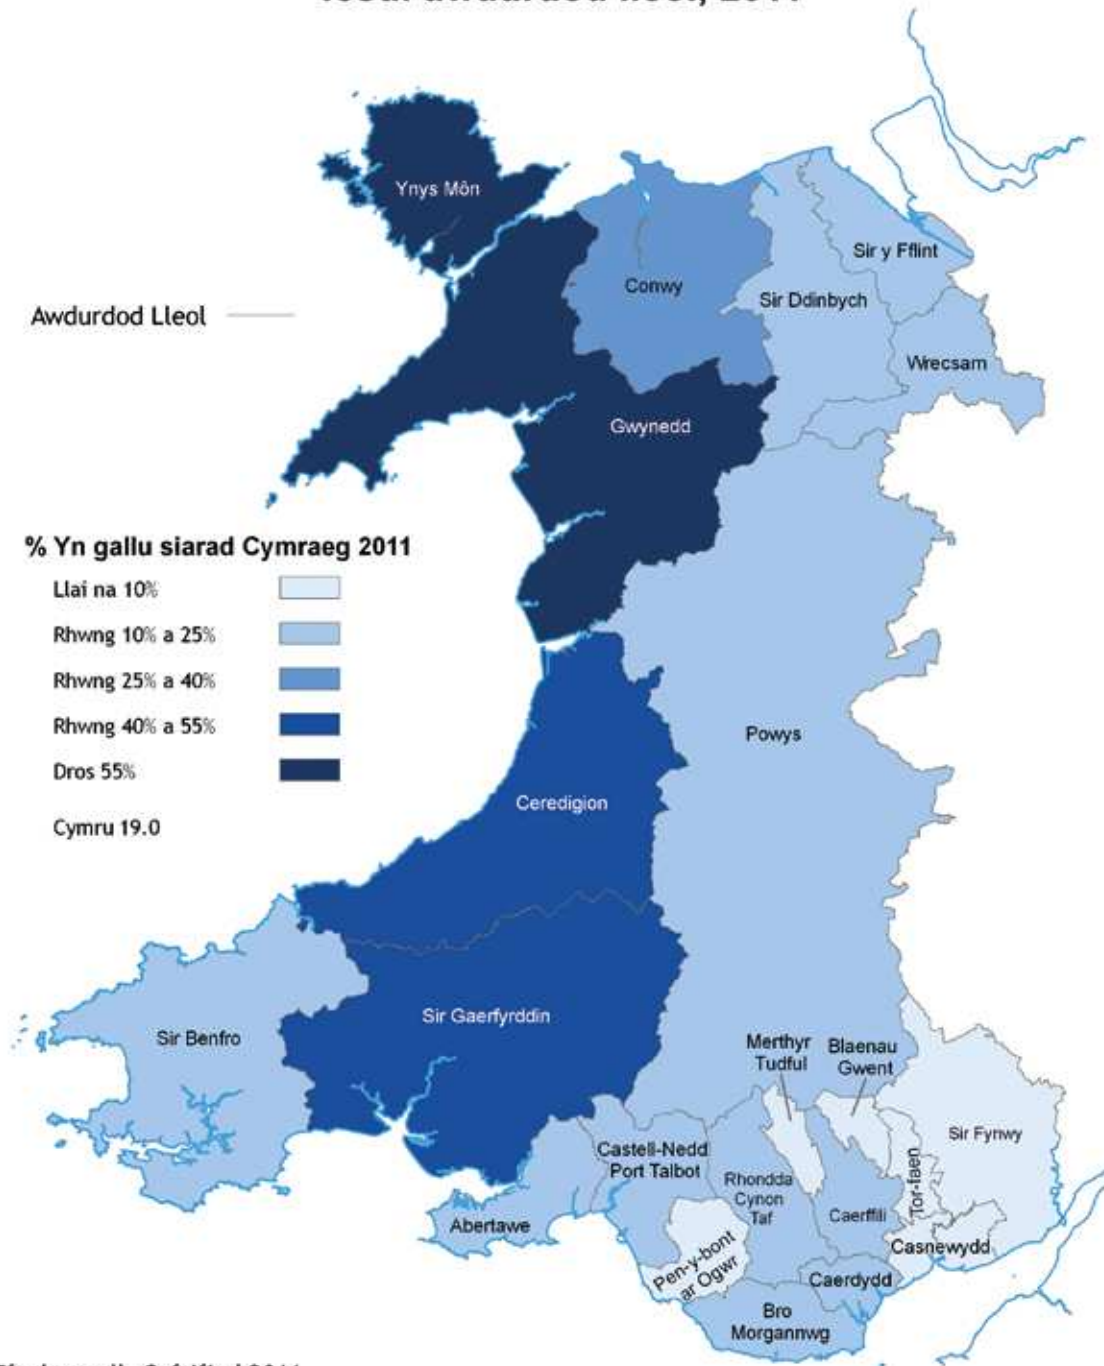 Awdurdod Lleol
% Yn gallu siarad Cymraeg 2011
Llai na 10%
Rhwng 10% a 25%
Rhwng 25% a 40%
Rhwng 40% a 55%
Dros 55%
Cymru 19.0
Ynys Môn
Conwy
Sir Ddinbych
Sir y Fflint
Wrecsam
Gwynedd
Powys
Ceredigion
Sir Gaerfyrddin
Sir Benfro
Merthyr
Tudful
Blaenau
Gwent
Sir Fynwy
Castell-Nedd
Port Talbot
Rhondda
Cynon
Taf
Caerffili
Tor-faen
Casnewydd
Abertawe
Pen-y-bont
ar Ogwr
Caerdydd
Bro
Morgannwg